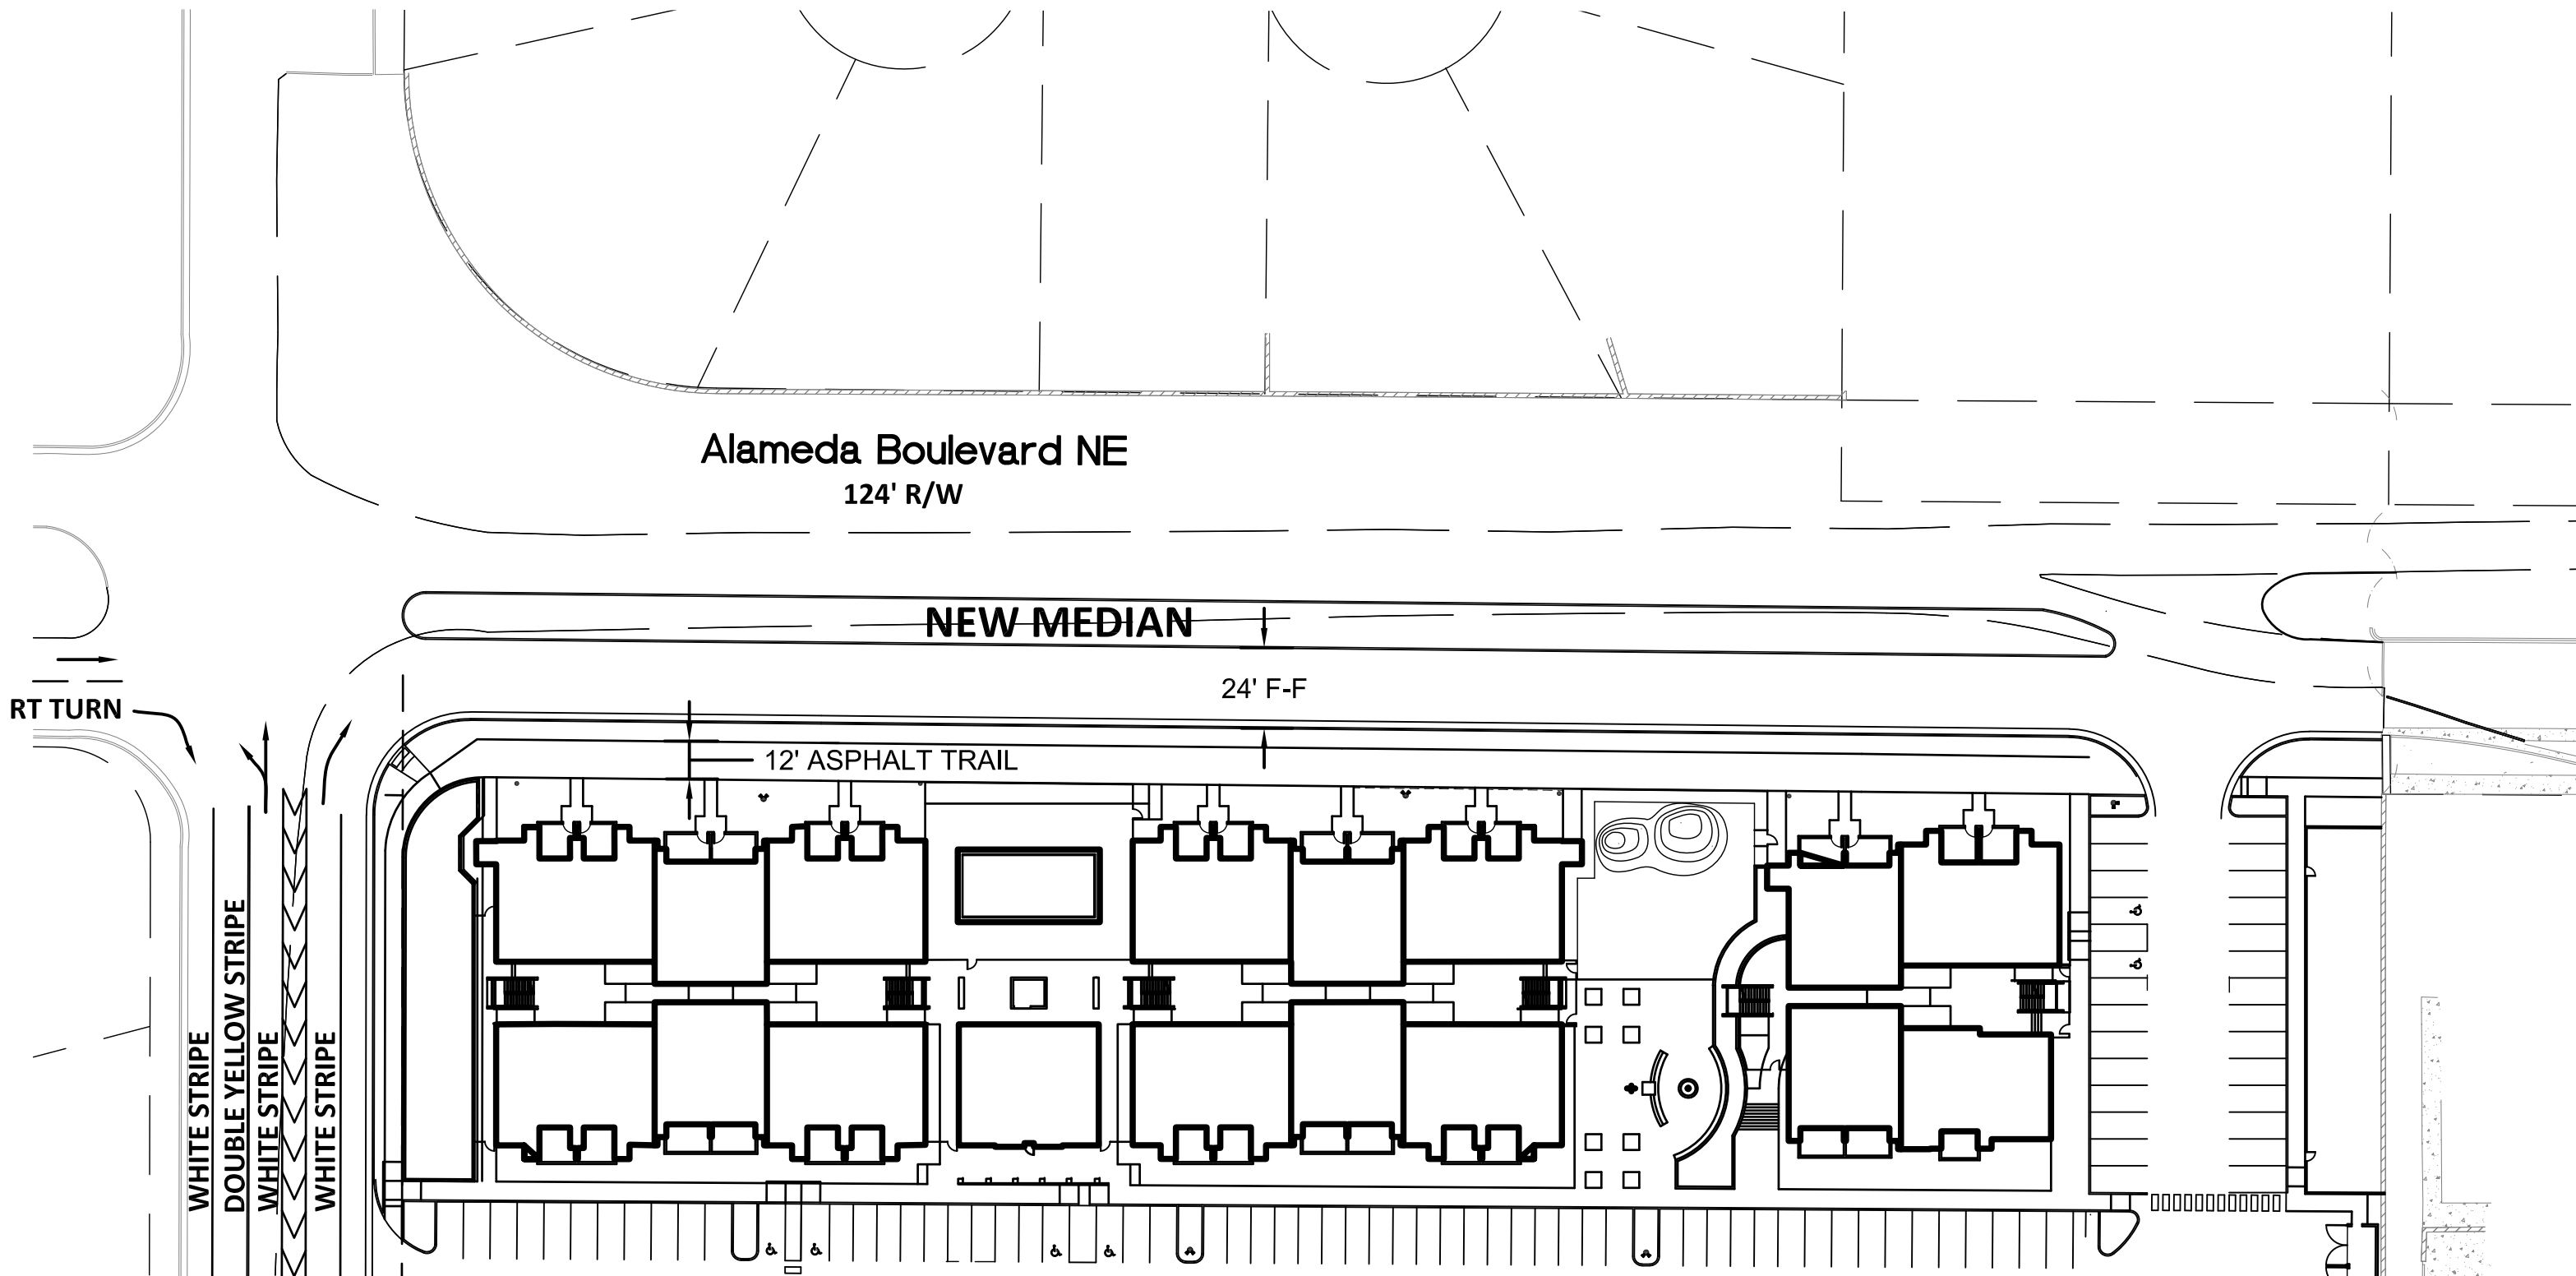 Alameda Boulevard NE
124' R/W
NEW MEDIAN
24' F-F
RT TURN
12' ASPHALT TRAIL
WHITE STRIPE
DOUBLE YELLOW STRIPE
WHITE STRIPE
WHITE STRIPE